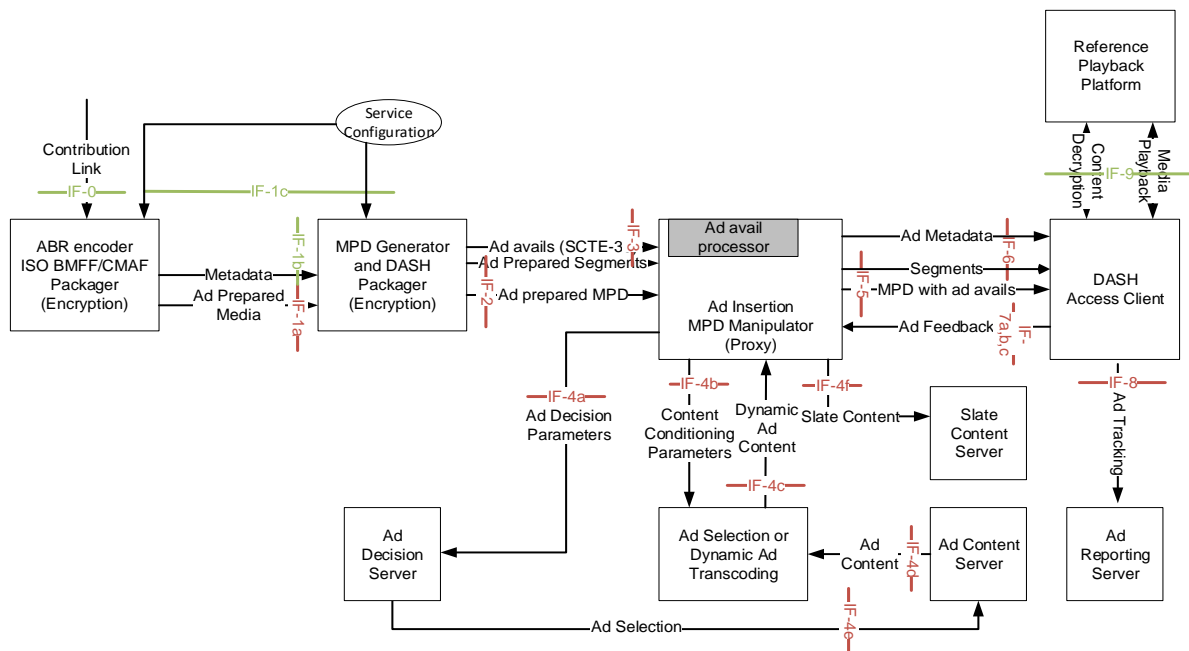 Reference
Playback
Platform
Service
Configuration
Contribution
Link
IF-0
IF-1c
Content
Decryption
Media
Playback
IF-9
ABR encoder
ISO BMFF/CMAF
Packager
(Encryption)
IF-1b
Metadata
Ad Prepared
Media
IF-1a
MPD Generator
and DASH
Packager
(Encryption)
Ad avails (SCTE-3
IF-3
Ad Prepared Segments
IF-2
Ad prepared MPD
Ad avail
processor
Ad Insertion
MPD Manipulator
(Proxy)
Ad Metadata
IF-6
Segments
IF-5
MPD with ad avails
Ad Feedback
IF-
7a,b,c
DASH
Access Client
IF-4a
Ad Decision
Parameters
IF-4b
Content
Conditioning
Parameters
Dynamic
Ad
Content
IF-4c
IF-4f
Slate Content
Slate
Content
Server
IF-8
Ad Tracking
Ad
Decision
Server
Ad Selection or
Dynamic Ad
Transcoding
Ad
Content
IF-4d
Ad Content
Server
Ad
Reporting
Server
Ad Selection
IF-4e